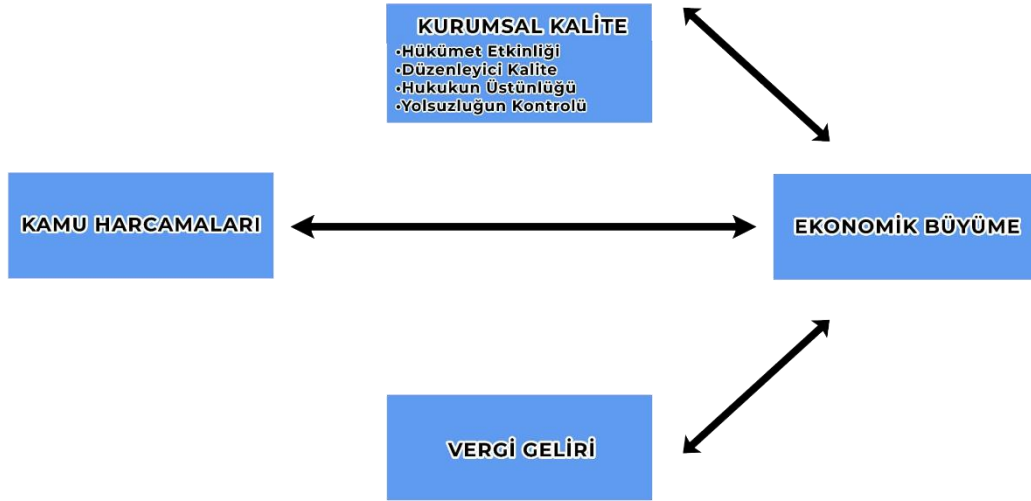 KURUMSAL KALİTE
•Hükümet Etkinliği
•Düzenleyici Kalite
•Hukukun Üstünlüğü
•Yolsuzluğun Kontrolü
KAMU HARCAMALARI
EKONOMİK BÜYÜME
VERGİ GELİRİ